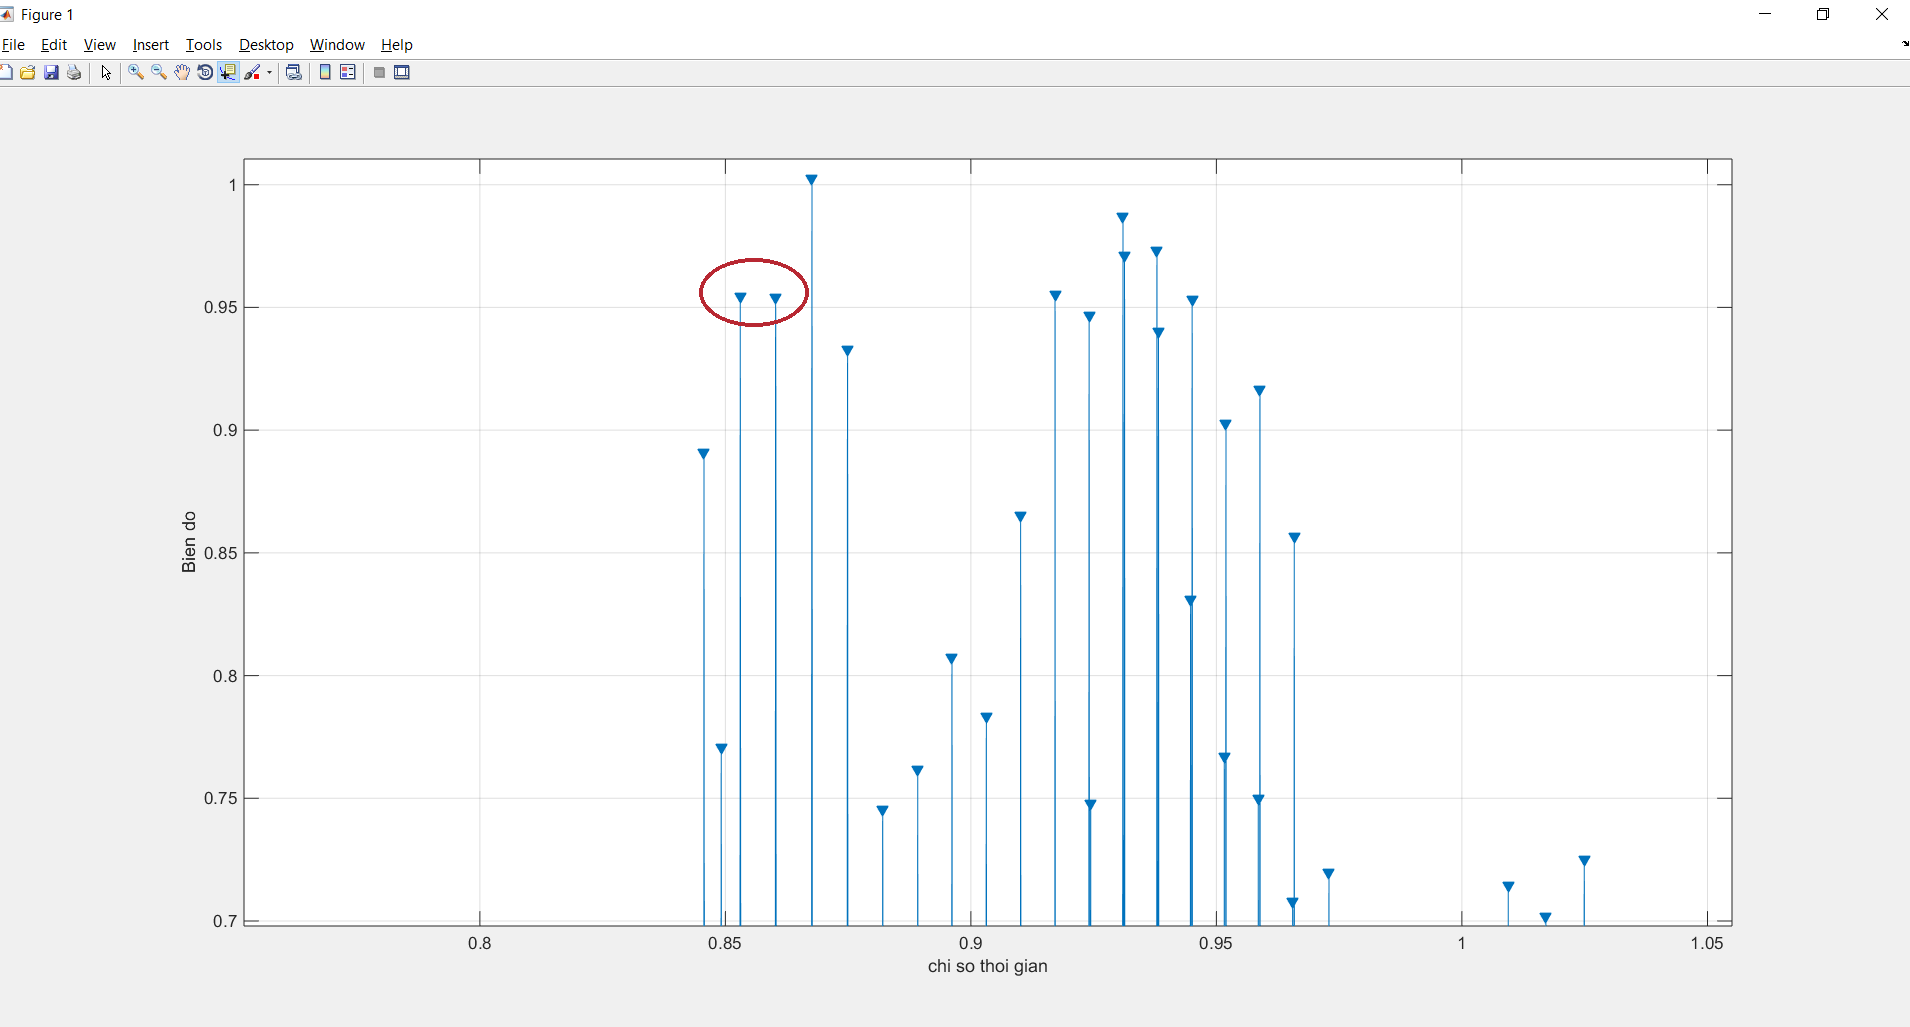 Figure 1
File Edit View Insert Tools Desktop Window Help
1
0.95
0.9
0.85
0.8
0.75
0.7
Bien do
0.8 0.85 0.9 0.95 1 1.05
chi so thoi gian